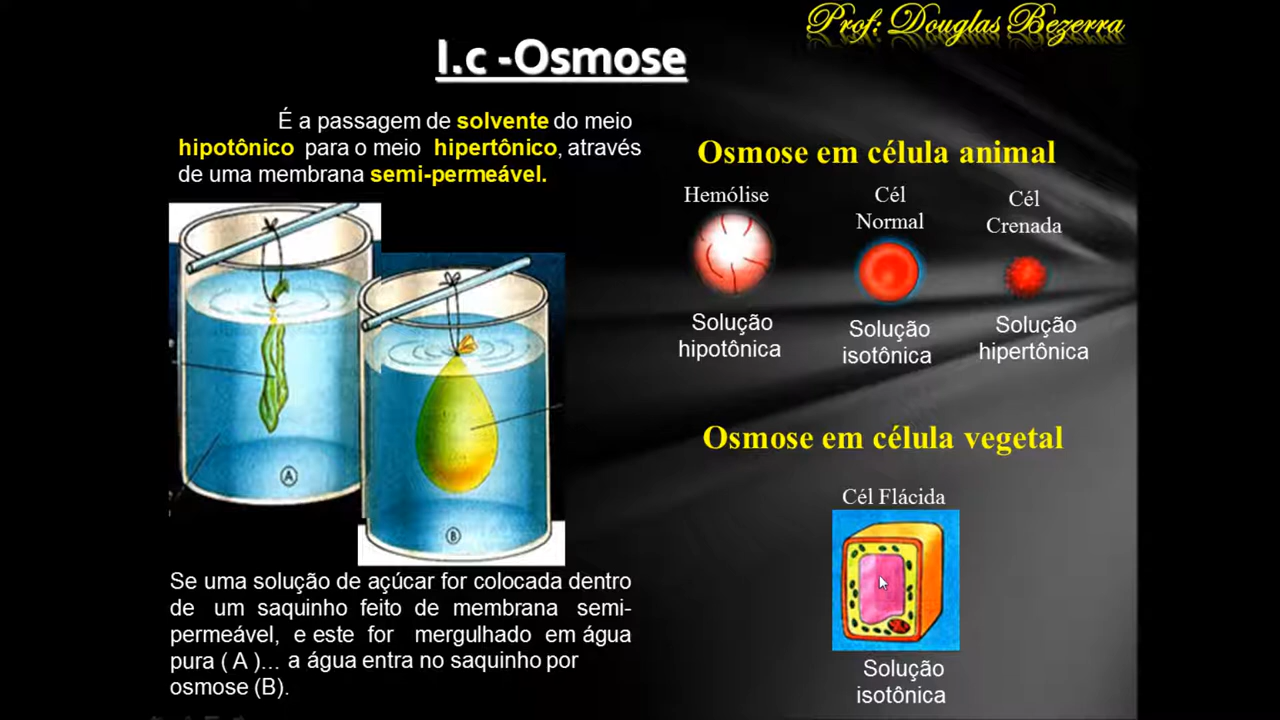 Prof: Douglas Bezerra
I.c -Osmose
É a passagem de solvente do meio
hipotônico para o meio hipertônico, através
de uma membrana semi-permeável.
A
B
Se uma solução de açúcar for colocada dentro
de um saquinho feito de membrana semi-
permeável, e este for mergulhado em água
pura ( A )... a água entra no saquinho por
osmose (B).
Osmose em célula animal
Hemólise
Cél
Normal
Cél
Crenada
Solução
hipotônica
Solução
isotônica
Solução
hipertônica
Osmose em célula vegetal
Cél Flácida
Solução
isotônica